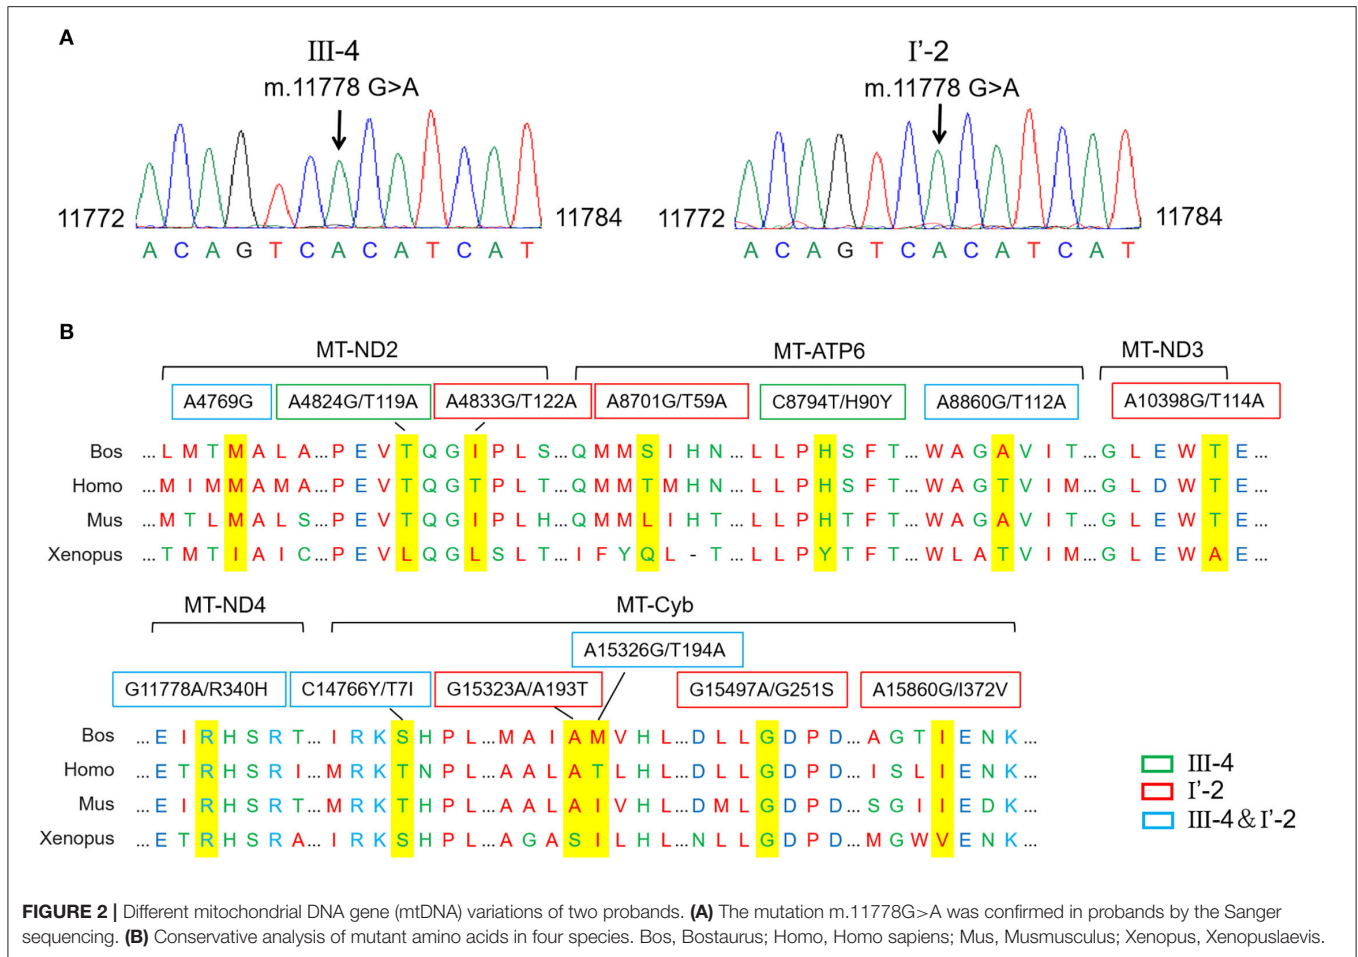 A
III-4
m.11778 G>A
11772
11784
A C A G T C A C A T C A T
I'-2
m.11778 G>A
11772
11784
A C A G T C A C A T C A T
B
MT-ND2 MT-ATP6 MT-ND3
A4769G A4824G/T119A A4833G/T122A A8701G/T59A C8794T/H90Y A8860G/T112A A10398G/T114A
Bos ...L M T M A L A...P E V T Q G I P L S...Q M M S I H N...L L P H S F T...W A G A V I T...G L E W T E...
Homo ...M I M M A M A...P E V T Q G T P L T...Q M M T M H N...L L P H S F T...W A G T V I M...G L D W T E...
Mus ...M T L M A L S...P E V T Q G I P L H...Q M M L I H T...L L P H T F T...W A G A V I T...G L E W T E...
Xenopus ...T M T I A I C...P E V L Q G L S L T...I F Y Q L - T...L L P Y T F T...W L A T V I M...G L E W A E...
MT-ND4 MT-Cyb
A15326G/T194A
G11778A/R340H C14766Y/T7I G15323A/A193T G15497A/G251S A15860G/I372V
Bos ...E I R H S R T...I R K S H P L...M A I A M V H L...D L L G D P D...A G T I E N K...
Homo ...E T R H S R I...M R K T N P L...A A L A T L H L...D L L G D P D...I S L I E N K...
Mus ...E I R H S R T...M R K T H P L...A A L A I V H L...D M L G D P D...S G I I E D K...
Xenopus ...E T R H S R A...I R K S H P L...A G A S I L H L...N L L G D P D...M G W V E N K...
III-4
I'-2
III-4&I'-2
FIGURE 2 | Different mitochondrial DNA gene (mtDNA) variations of two probands. (A) The mutation m.11778G>A was confirmed in probands by the Sanger
sequencing. (B) Conservative analysis of mutant amino acids in four species. Bos, Bostaurus; Homo, Homo sapiens; Mus, Musmusculus; Xenopus, Xenopuslaevis.